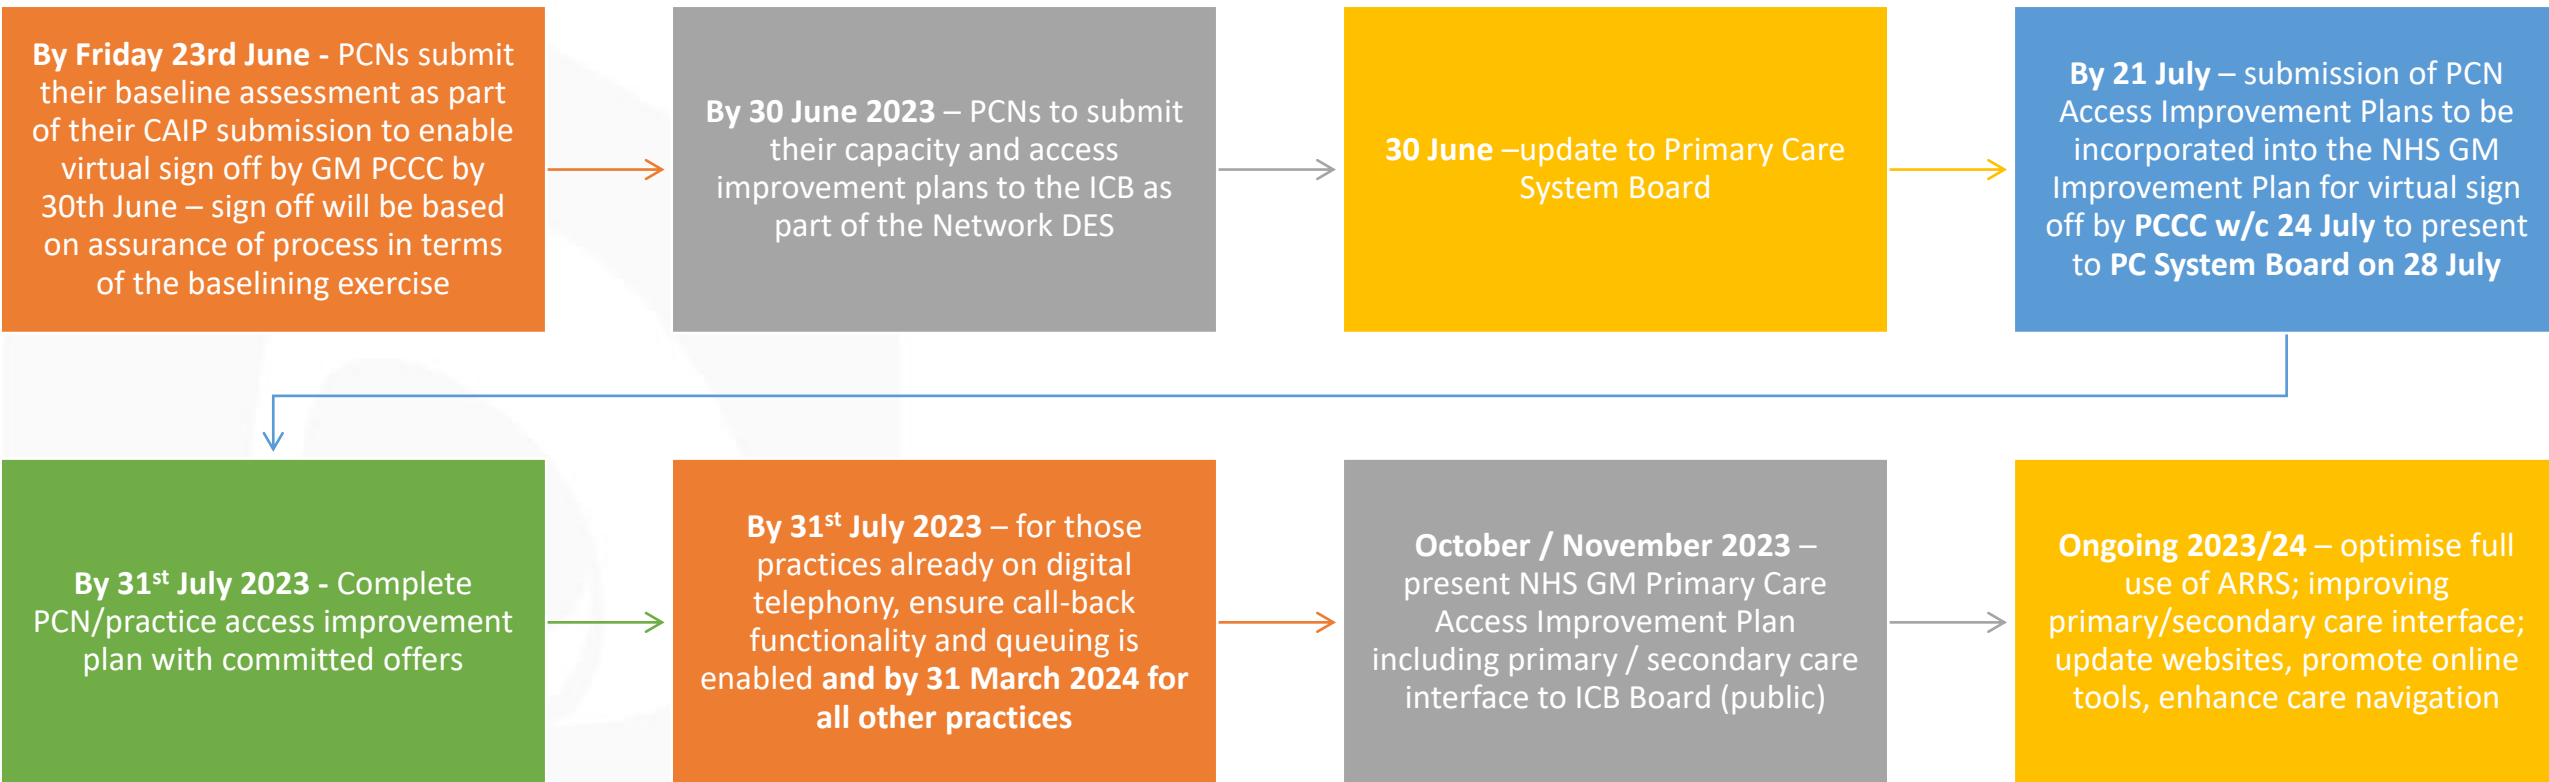 By Friday 23rd June - PCNs submit
their baseline assessment as part
of their CAIP submission to enable
virtual sign off by GM PCCC by
30th June – sign off will be based
on assurance of process in terms
of the baselining exercise
By 30 June 2023 – PCNs to submit
their capacity and access
improvement plans to the ICB as
part of the Network DES
30 June –update to Primary Care
System Board
By 21 July – submission of PCN
Access Improvement Plans to be
incorporated into the NHS GM
Improvement Plan for virtual sign
off by PCCC w/c 24 July to present
to PC System Board on 28 July
By 31st July 2023 - Complete
PCN/practice access improvement
plan with committed offers
By 31st July 2023 – for those
practices already on digital
telephony, ensure call-back
functionality and queuing is
enabled and by 31 March 2024 for
all other practices
October / November 2023 –
present NHS GM Primary Care
Access Improvement Plan
including primary / secondary care
interface to ICB Board (public)
Ongoing 2023/24 – optimise full
use of ARRS; improving
primary/secondary care interface;
update websites, promote online
tools, enhance care navigation